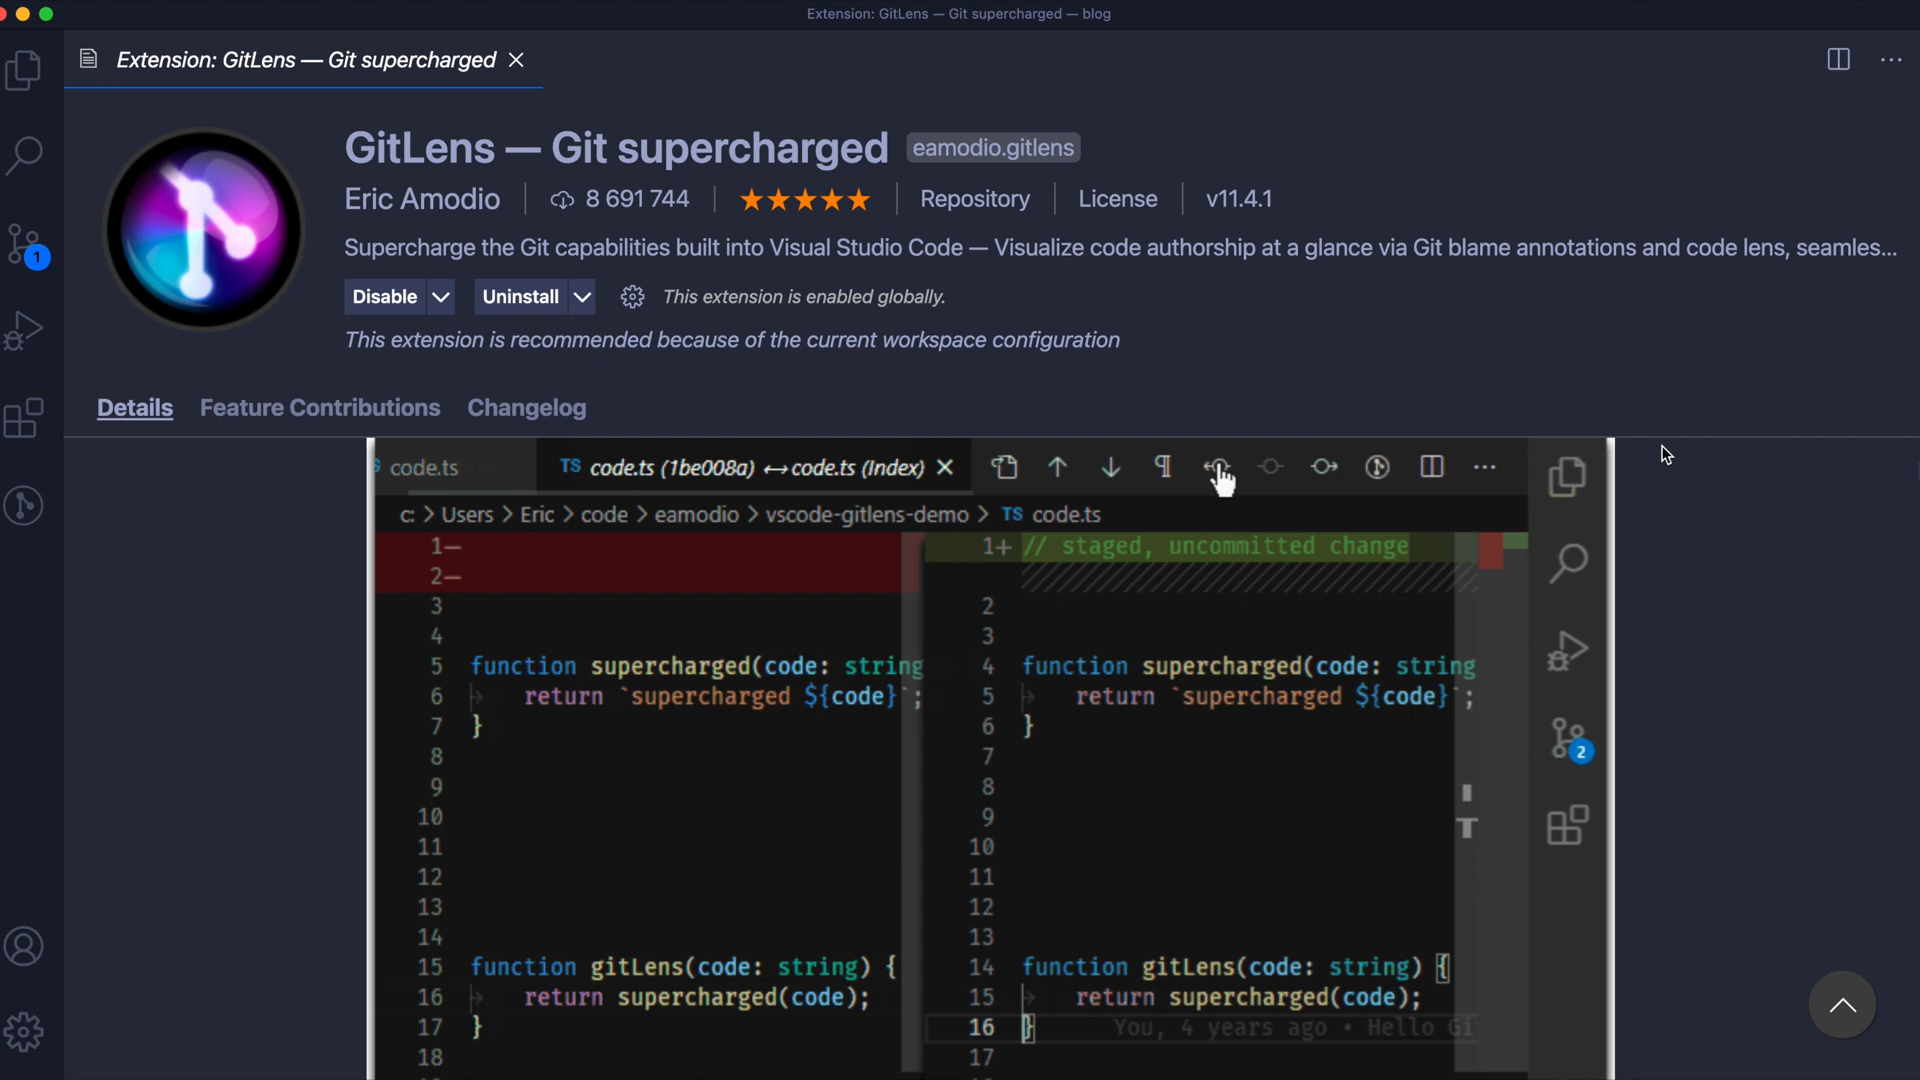 Extension: GitLens — Git supercharged — blog
Extension: GitLens — Git supercharged
GitLens — Git supercharged eamodio.gitlens
Eric Amodio 8 691 744 Repository License v11.4.1
Supercharge the Git capabilities built into Visual Studio Code — Visualize code authorship at a glance via Git blame annotations and code lens, seamles...
1
Disable Uninstall This extension is enabled globally.
This extension is recommended because of the current workspace configuration
Details Feature Contributions Changelog
code.ts TS code.ts (1be008a) ↔ code.ts (Index)
c: > Users > Eric > code > eamodio > vscode-gitlens-demo > TS code.ts
1— 1+ // staged, uncommitted change
2—
3 2
4 3
5 function supercharged(code: string 4 function supercharged(code: string
6 return `supercharged ${code}`; 5 return `supercharged ${code}`;
7 } 6 }
8 7
2
9 8
10 9
11 10
12 11
13 12
14 13
15 function gitLens(code: string) { 14 function gitLens(code: string) {
16 return supercharged(code); 15 return supercharged(code);
17 } 16 } You, 4 years ago • Hello Gi
18 17